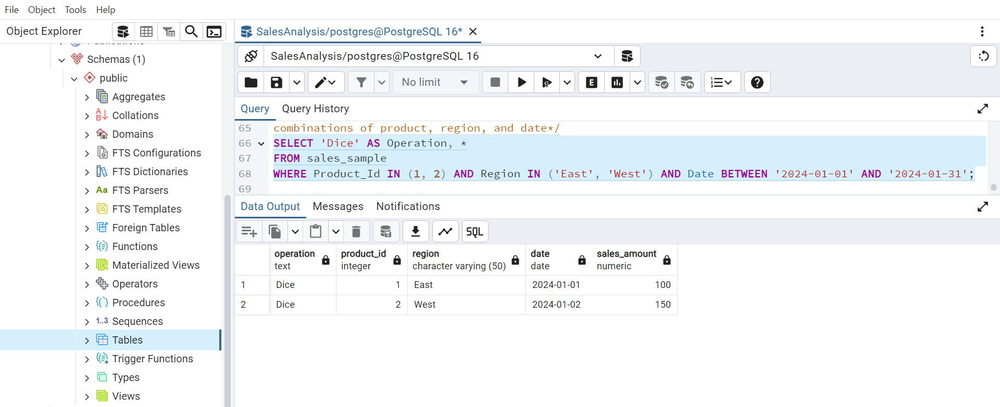 File Object Tools Help
Object Explorer
SalesAnalysis/postgres@PostgreSQL 16*
Publications
Schemas (1)
public
Aggregates
Collations
Domains
FTS Configurations
FTS Dictionaries
FTS Parsers
FTS Templates
Foreign Tables
Functions
Materialized Views
Operators
Procedures
1..3 Sequences
Tables
Trigger Functions
Types
Views
SalesAnalysis/postgres@PostgreSQL 16
No limit
Query Query History
65 combinations of product, region, and date*/
66 SELECT 'Dice' AS Operation, *
67 FROM sales_sample
68 WHERE Product_Id IN (1, 2) AND Region IN ('East', 'West') AND Date BETWEEN '2024-01-01' AND '2024-01-31';
69
Data Output Messages Notifications
SQL
operation product_id region date sales_amount
text integer character varying (50) date numeric
1 Dice 1 East 2024-01-01 100
2 Dice 2 West 2024-01-02 150